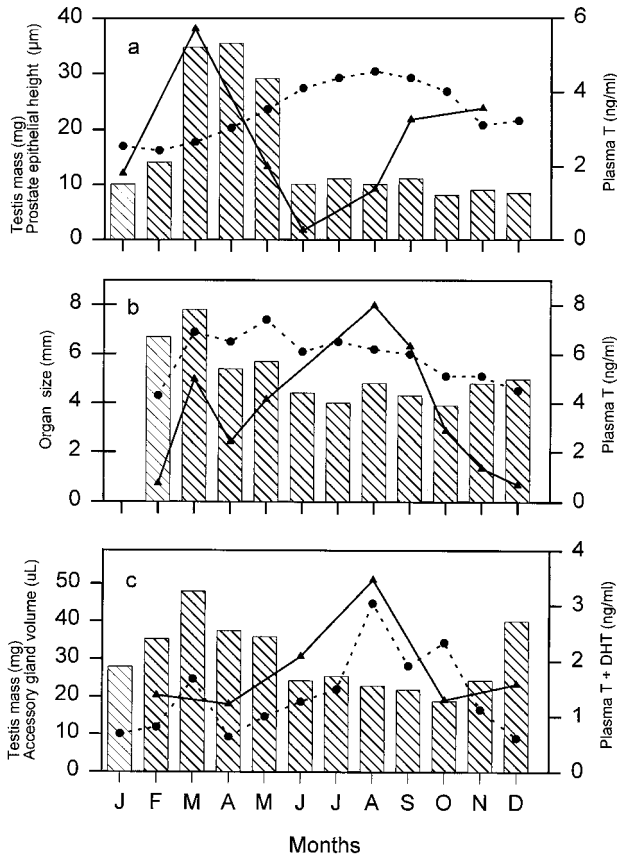 a
Testis mass (mg)
Prostate epithelial height (µm)
40
30
20
10
0
Plasma T (ng/ml)
6
4
2
0
b
Organ size (mm)
8
6
4
2
0
Plasma T (ng/ml)
8
6
4
2
0
c
Testis mass (mg)
Accessory gland volume (uL)
50
40
30
20
10
0
Plasma T + DHT (ng/ml)
4
3
2
1
0
J F M A M J J A S O N D
Months